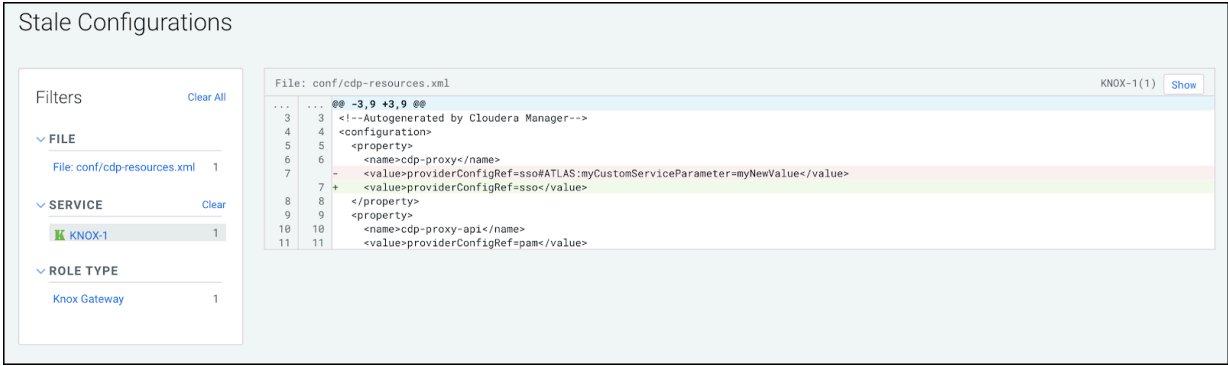 Stale Configurations
Filters Clear All
FILE
File: conf/cdp-resources.xml 1
SERVICE Clear
KNOX-1 1
ROLE TYPE
Knox Gateway 1
File: conf/cdp-resources.xml KNOX-1(1) Show
... ... @@ -3,9 +3,9 @@
3 3 <!--Autogenerated by Cloudera Manager-->
4 4 <configuration>
5 5 <property>
6 6 <name>cdp-proxy</name>
7 - <value>providerConfigRef=sso#ATLAS:myCustomServiceParameter=myNewValue</value>
7 + <value>providerConfigRef=sso</value>
8 8 </property>
9 9 <property>
10 10 <name>cdp-proxy-api</name>
11 11 <value>providerConfigRef=pam</value>